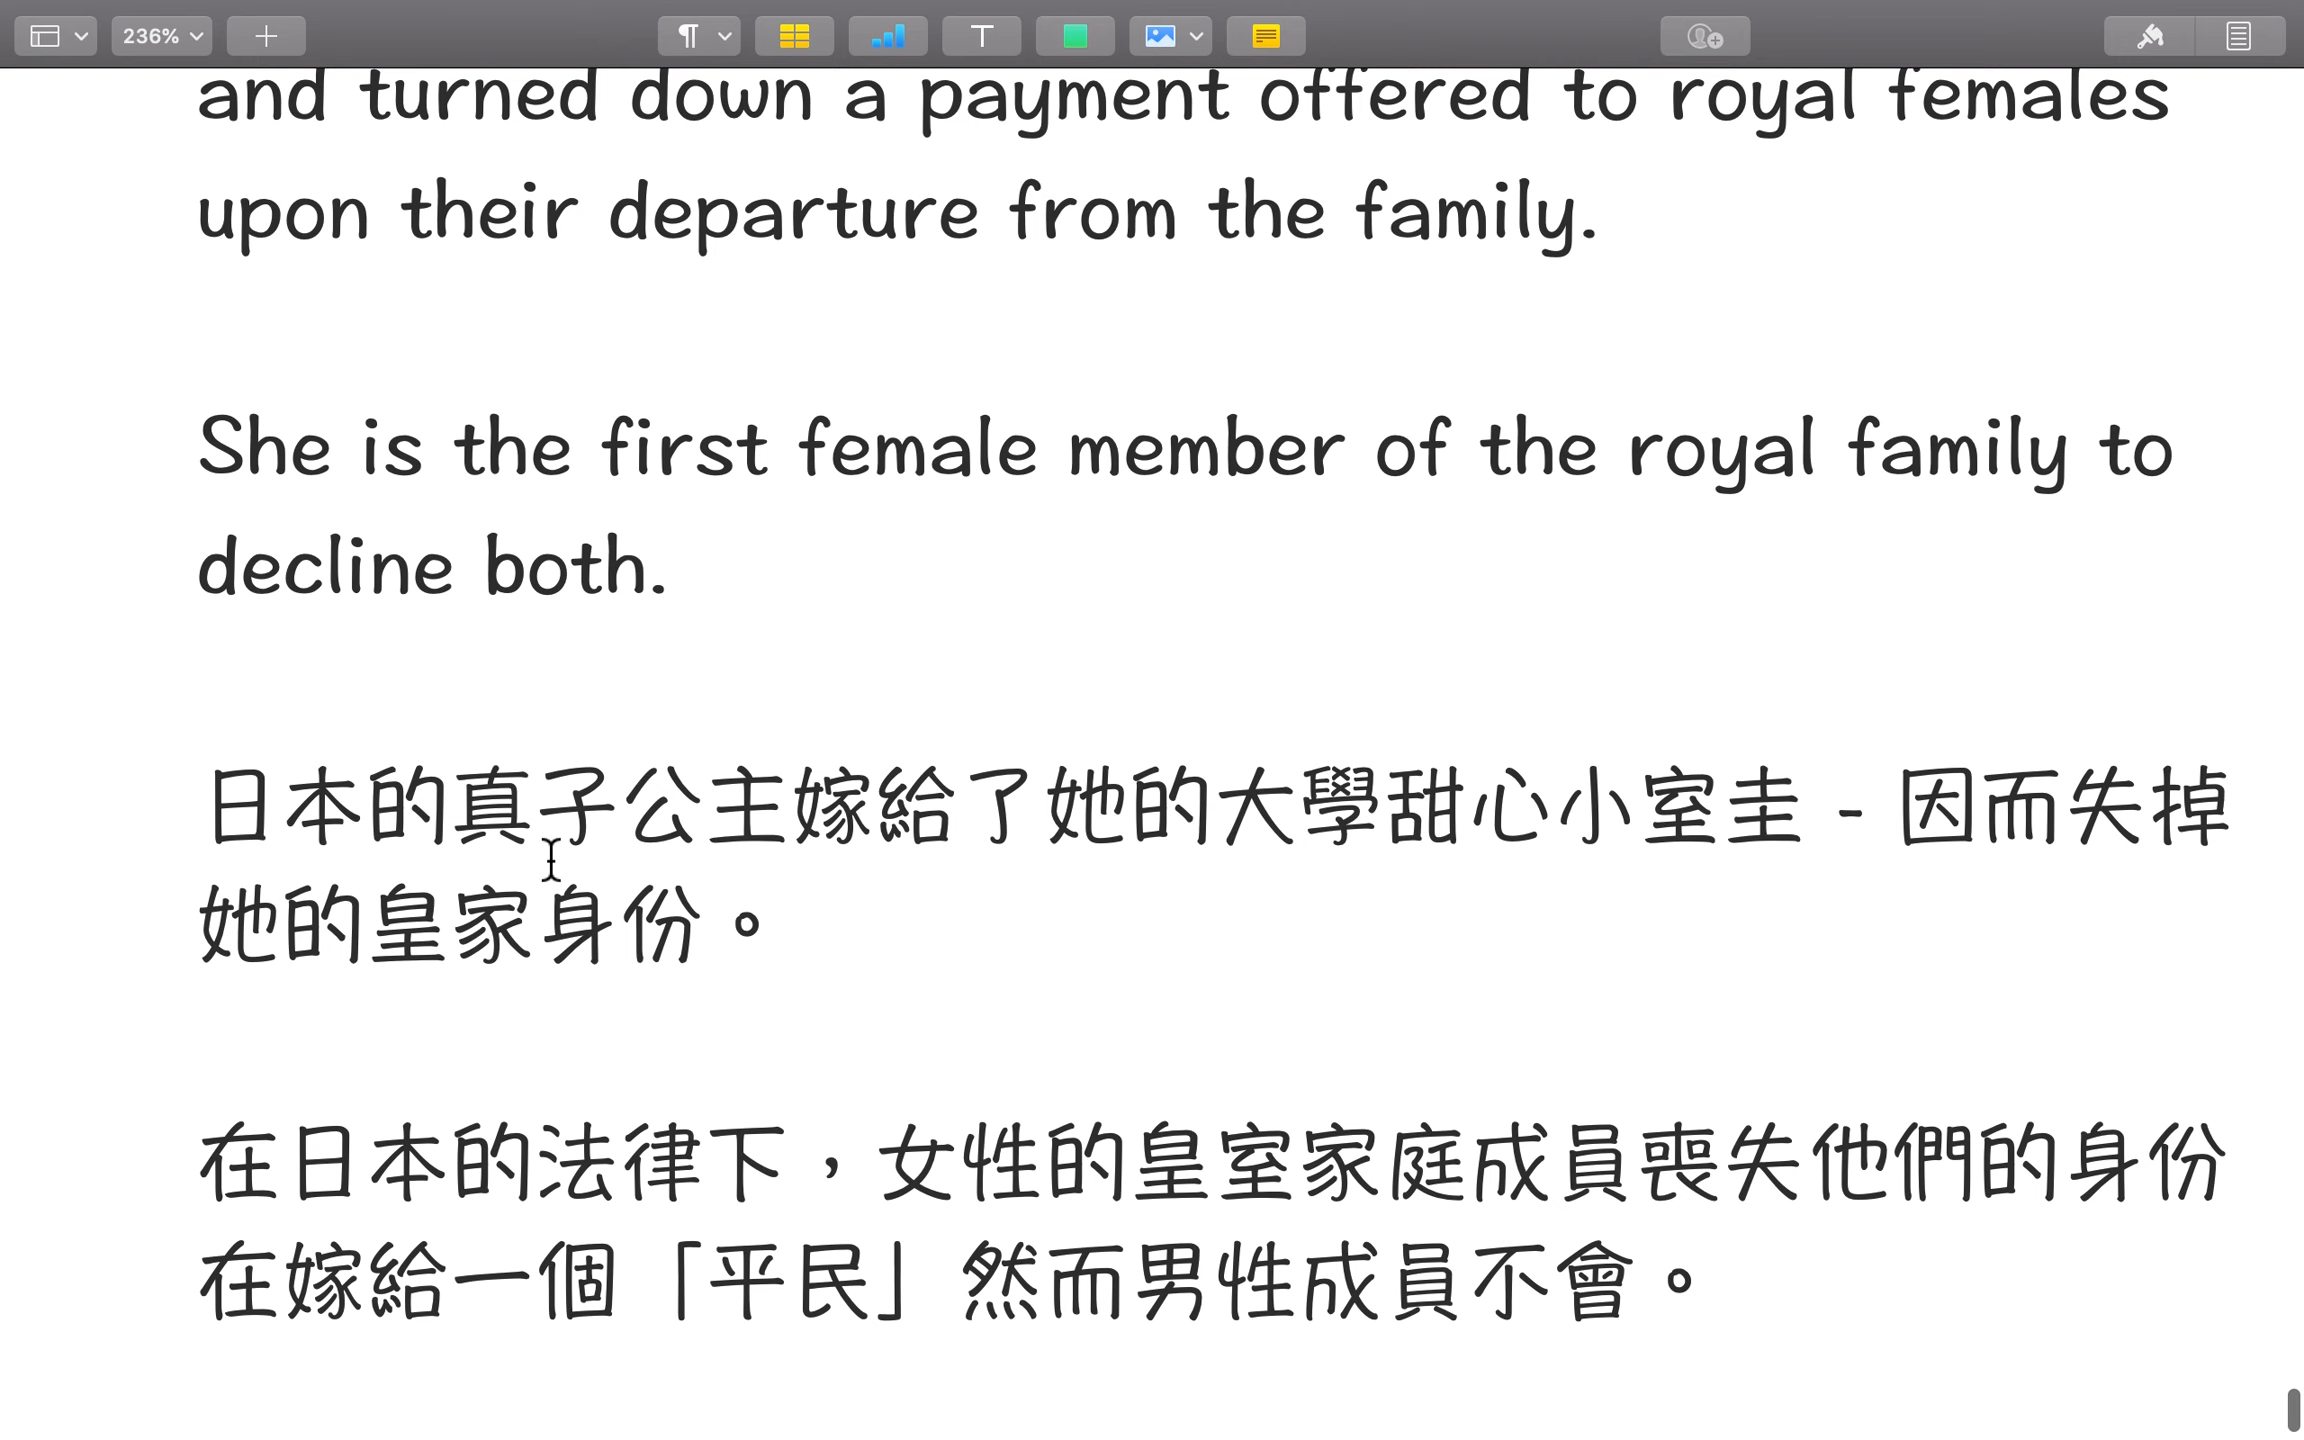 236%
and turned down a payment offered to royal females
upon their departure from the family.
She is the first female member of the royal family to
decline both.
日本的真子公主嫁給了她的大學甜心小室圭 - 因而失掉
她的皇家身份。
在日本的法律下，女性的皇室家庭成員喪失他們的身份
在嫁給一個「平民」然而男性成員不會。